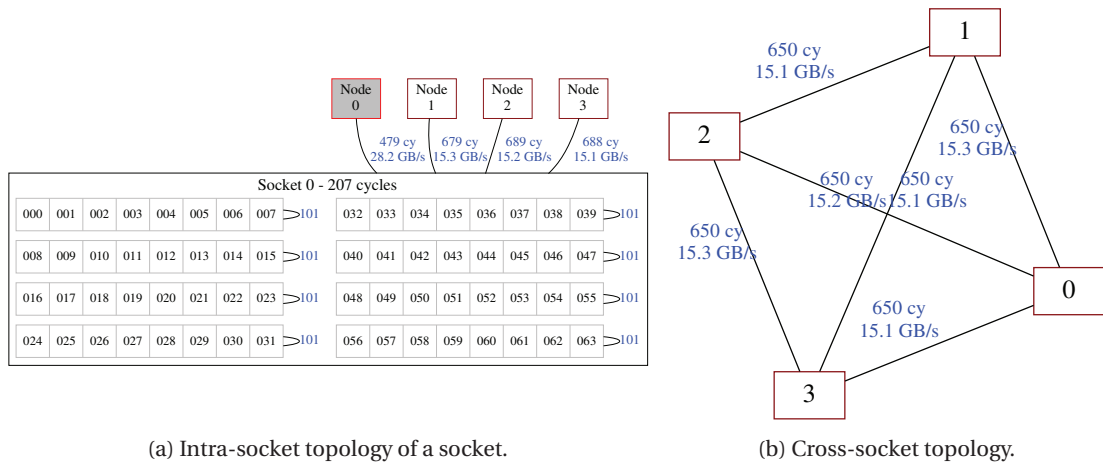 Node
0
Node
1
Node
2
Node
3
479 cy
28.2 GB/s
679 cy
15.3 GB/s
689 cy
15.2 GB/s
688 cy
15.1 GB/s
Socket 0 - 207 cycles
000 001 002 003 004 005 006 007 101
032 033 034 035 036 037 038 039 101
008 009 010 011 012 013 014 015 101
040 041 042 043 044 045 046 047 101
016 017 018 019 020 021 022 023 101
048 049 050 051 052 053 054 055 101
024 025 026 027 028 029 030 031 101
056 057 058 059 060 061 062 063 101
(a) Intra-socket topology of a socket.
1
650 cy
15.1 GB/s
2
650 cy
15.3 GB/s
650 cy
15.2 GB/s
650 cy
15.1 GB/s
650 cy
15.3 GB/s
0
650 cy
15.1 GB/s
3
(b) Cross-socket topology.